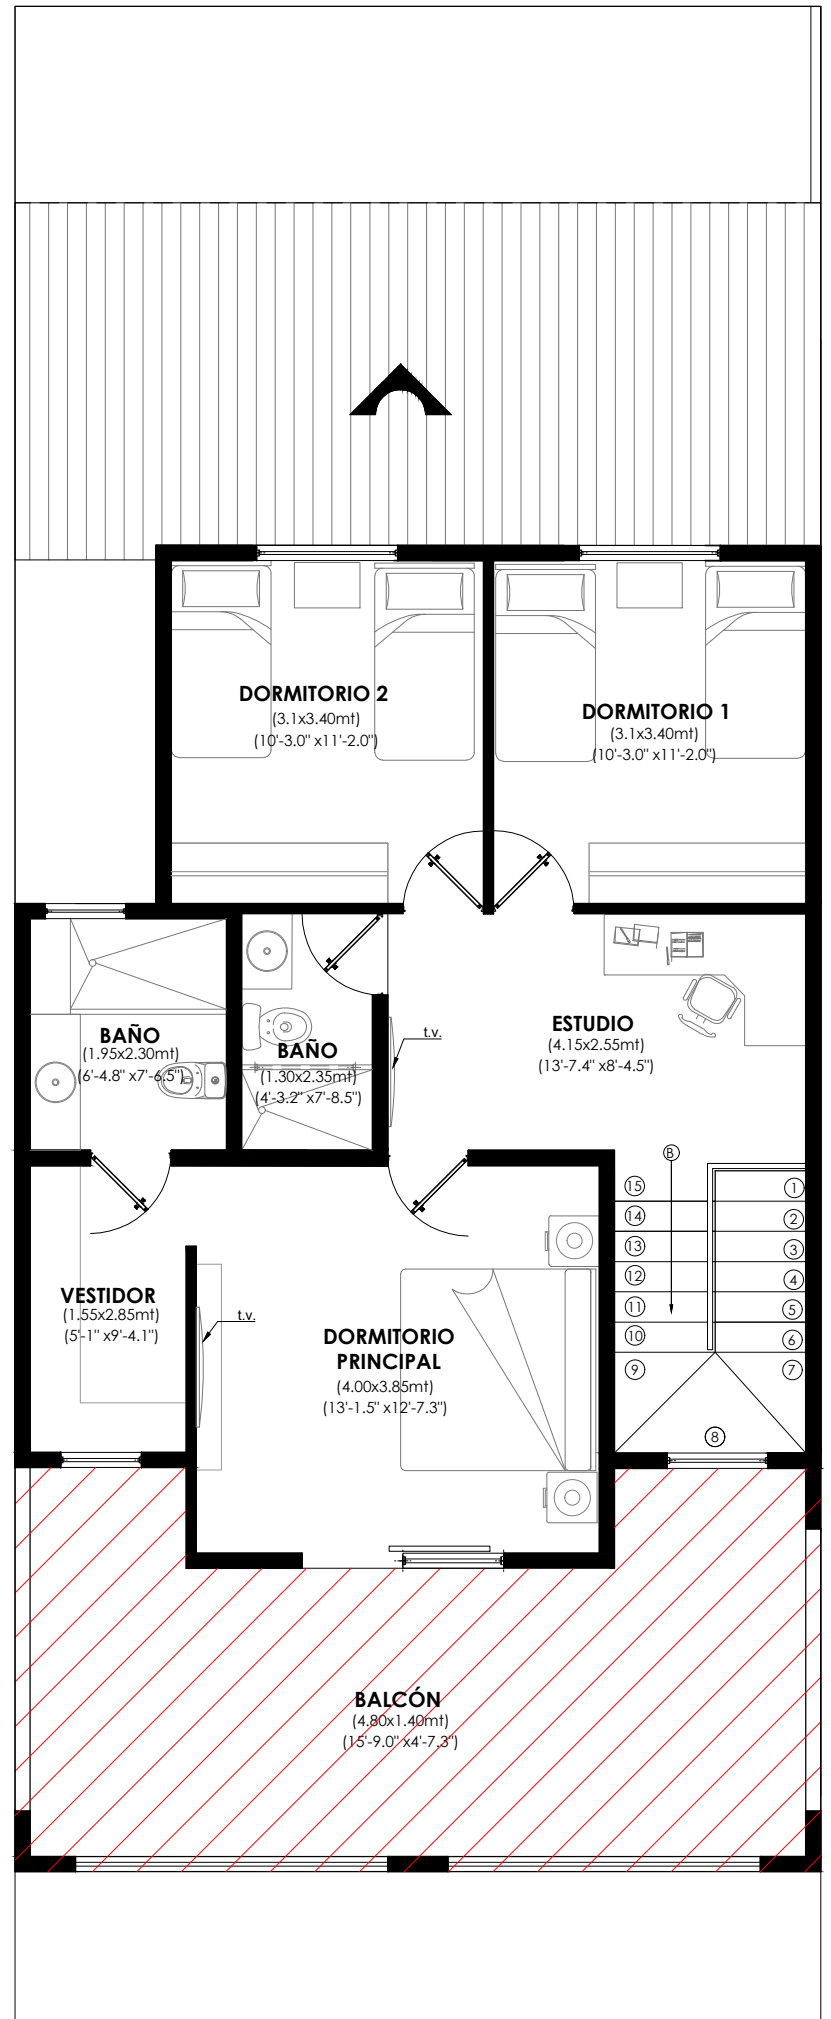 DORMITORIO 2
(3.1x3.40mt)
(10'-3.0" x11'-2.0")
DORMITORIO 1
(3.1x3.40mt)
(10'-3.0" x11'-2.0")
BAÑO
(1.95x2.30mt)
(6'-4.8" x7'-6.5")
BAÑO
(1.30x2.35mt)
(4'-3.2" x7'-8.5")
t.v.
ESTUDIO
(4.15x2.55mt)
(13'-7.4" x8'-4.5")
B
15
14
13
12
11
10
9
8
1
2
3
4
5
6
7
VESTIDOR
(1.55x2.85mt)
(5'-1" x9'-4.1")
t.v.
DORMITORIO
PRINCIPAL
(4.00x3.85mt)
(13'-1.5" x12'-7.3")
BALCÓN
(4.80x1.40mt)
(15'-9.0" x4'-7.3")